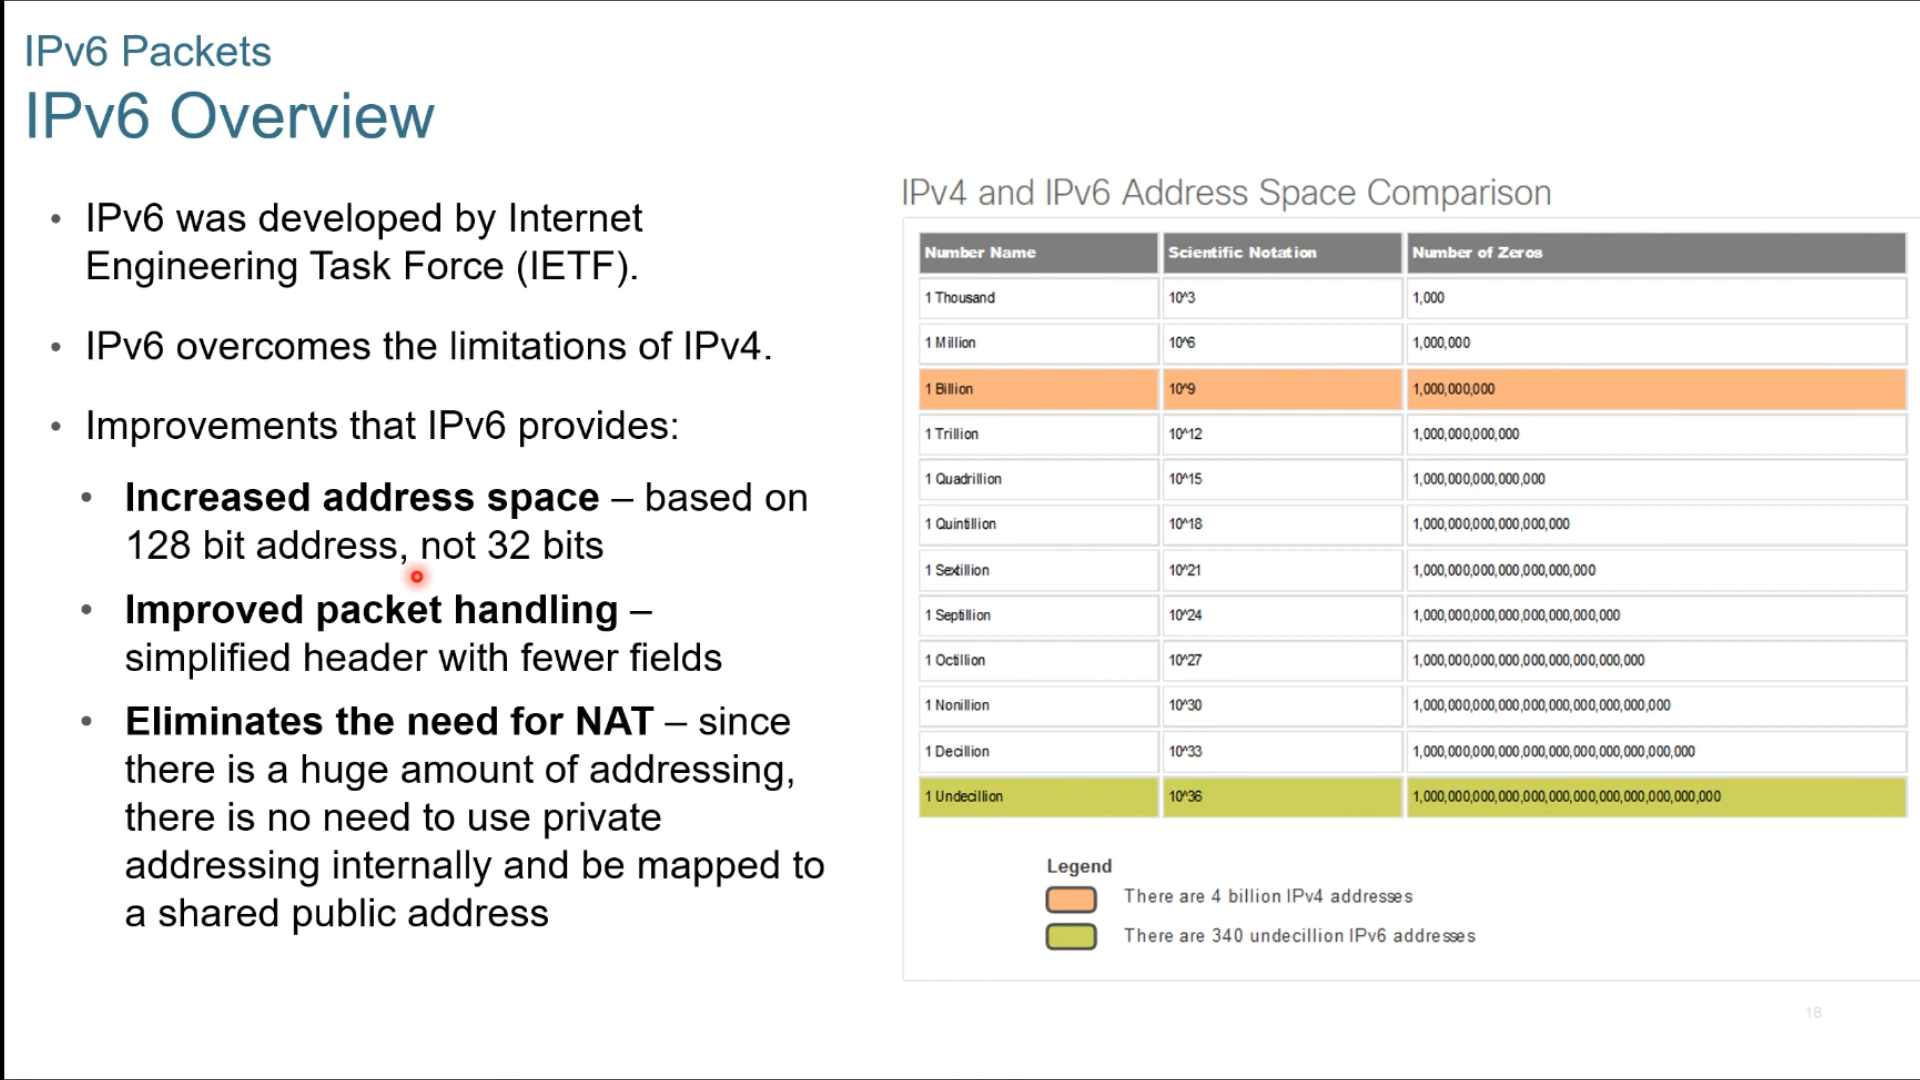 IPv6 Packets
IPv6 Overview
• IPv6 was developed by Internet
Engineering Task Force (IETF).
• IPv6 overcomes the limitations of IPv4.
• Improvements that IPv6 provides:
• Increased address space – based on
128 bit address, not 32 bits
• Improved packet handling –
simplified header with fewer fields
• Eliminates the need for NAT – since
there is a huge amount of addressing,
there is no need to use private
addressing internally and be mapped to
a shared public address
IPv4 and IPv6 Address Space Comparison
Number Name Scientific Notation Number of Zeros
1 Thousand 10^3 1,000
1 Million 10^6 1,000,000
1 Billion 10^9 1,000,000,000
1 Trillion 10^12 1,000,000,000,000
1 Quadrillion 10^15 1,000,000,000,000,000
1 Quintillion 10^18 1,000,000,000,000,000,000
1 Sextillion 10^21 1,000,000,000,000,000,000,000
1 Septillion 10^24 1,000,000,000,000,000,000,000,000
1 Octillion 10^27 1,000,000,000,000,000,000,000,000,000
1 Nonillion 10^30 1,000,000,000,000,000,000,000,000,000,000
1 Decillion 10^33 1,000,000,000,000,000,000,000,000,000,000,000
1 Undecillion 10^36 1,000,000,000,000,000,000,000,000,000,000,000,000
Legend
There are 4 billion IPv4 addresses
There are 340 undecillion IPv6 addresses
18